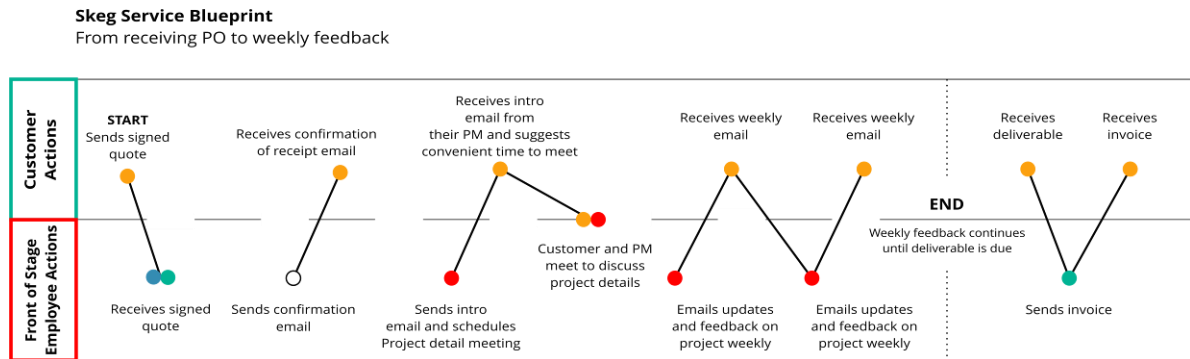 Skeg Service Blueprint
From receiving PO to weekly feedback
Customer
Actions
START
Sends signed
quote
Receives confirmation
of receipt email
Receives intro
email from
their PM and suggests
convenient time to meet
Receives weekly
email
Receives weekly
email
Receives
deliverable
Receives
invoice
Front of Stage
Employee Actions
Receives signed
quote
Sends confirmation
email
Sends intro
email and schedules
Project detail meeting
Customer and PM
meet to discuss
project details
Emails updates
and feedback on
project weekly
Emails updates
and feedback on
project weekly
END
Weekly feedback continues
until deliverable is due
Sends invoice